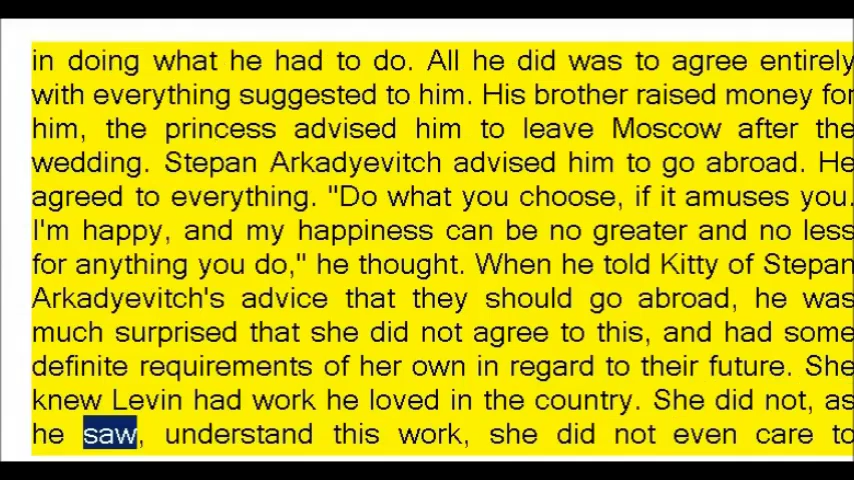 in doing what he had to do. All he did was to agree entirely
with everything suggested to him. His brother raised money for
him, the princess advised him to leave Moscow after the
wedding. Stepan Arkadyevitch advised him to go abroad. He
agreed to everything. "Do what you choose, if it amuses you.
I'm happy, and my happiness can be no greater and no less
for anything you do," he thought. When he told Kitty of Stepan
Arkadyevitch's advice that they should go abroad, he was
much surprised that she did not agree to this, and had some
definite requirements of her own in regard to their future. She
knew Levin had work he loved in the country. She did not, as
he saw, understand this work, she did not even care to